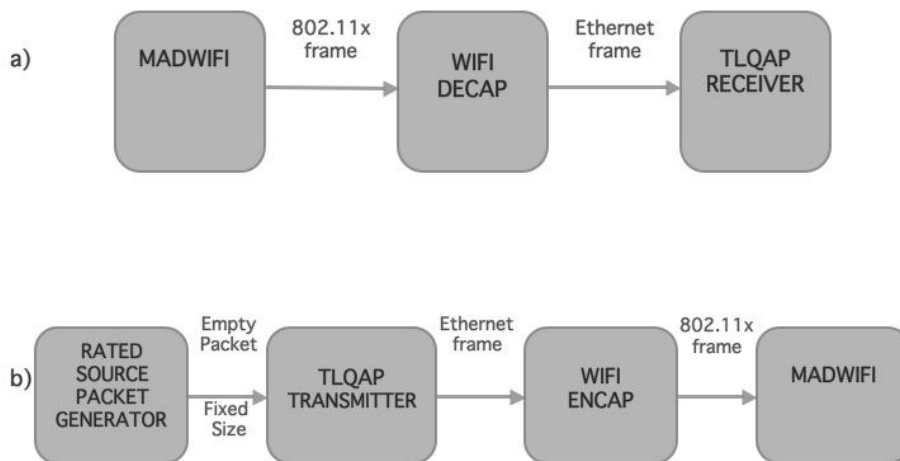 a)
MADWIFI
802.11x
frame
WIFI
DECAP
Ethernet
frame
TLQAP
RECEIVER
b)
RATED
SOURCE
PACKET
GENERATOR
Empty
Packet
Fixed
Size
TLQAP
TRANSMITTER
Ethernet
frame
WIFI
ENCAP
802.11x
frame
MADWIFI